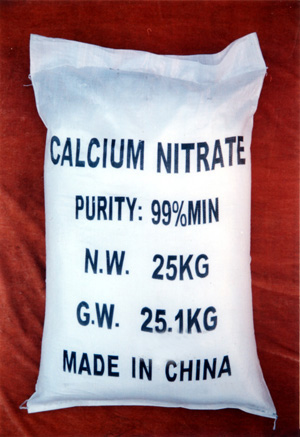 CALCIUM NITRATE
PURITY: 99%MIN
N.W. 25KG
G.W. 25.1KG
MADE IN CHINA